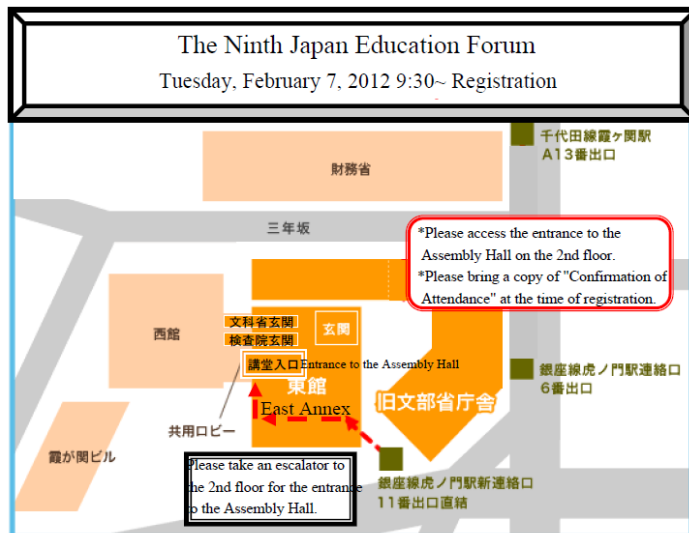 The Ninth Japan Education Forum
Tuesday, February 7, 2012 9:30~ Registration
千代田線霞ヶ関駅
A13番出口
財務省
三年坂
*Please access the entrance to the
Assembly Hall on the 2nd floor.
*Please bring a copy of "Confirmation of
Attendance" at the time of registration.
文科省玄関
玄関
西館
検査院玄関
講堂入口 Entrance to the Assembly Hall
銀座線虎ノ門駅連絡口
6番出口
東館
East Annex
旧文部省庁舎
共用ロビー
霞が関ビル
Please take an escalator to
the 2nd floor for the entrance
to the Assembly Hall.
銀座線虎ノ門駅新連絡口
11番出口直結